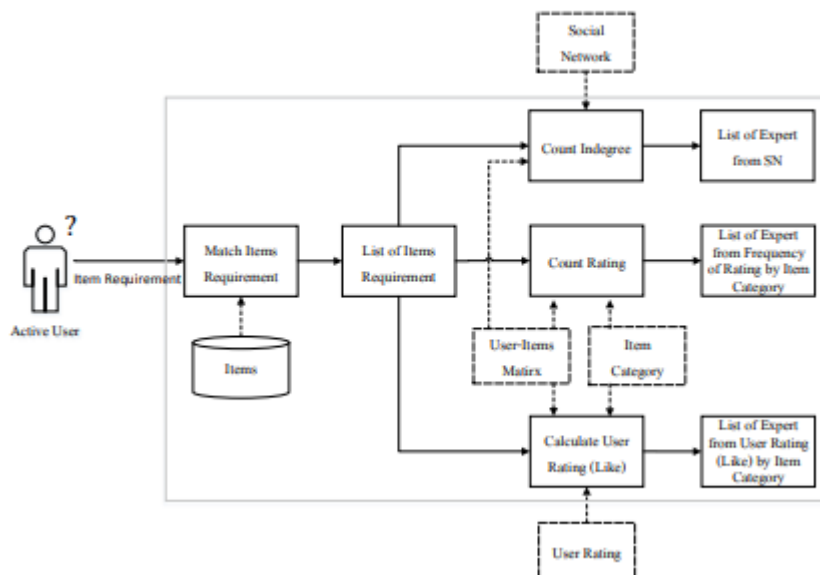 Social
Network
Count Indegree
List of Expert
from SN
?
Item Requirement
Active User
Match Items
Requirement
List of Items
Requirement
Count Rating
List of Expert
from Frequency
of Rating by Item
Category
Items
User-Items
Matirx
Item
Category
Calculate User
Rating (Like)
List of Expert
from User Rating
(Like) by Item
Category
User Rating